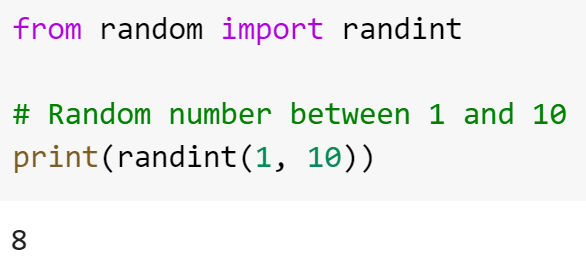 from random import randint
# Random number between 1 and 10
print(randint(1, 10))
8